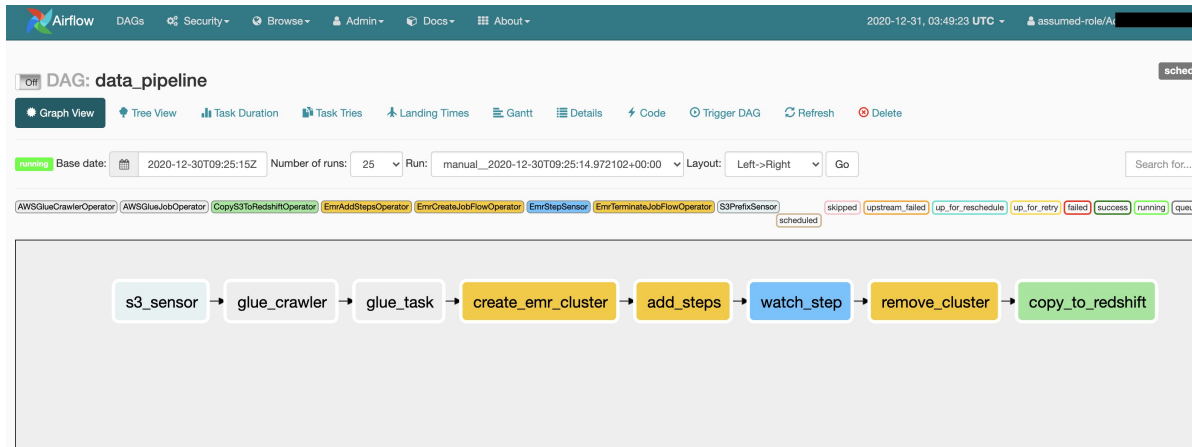 Airflow DAGs Security Browse Admin Docs About 2020-12-31, 03:49:23 UTC assumed-role/Ad
Off DAG: data_pipeline sched
Graph View Tree View Task Duration Task Tries Landing Times Gantt Details Code Trigger DAG Refresh Delete
running Base date: 2020-12-30T09:25:15Z Number of runs: 25 Run: manual__2020-12-30T09:25:14.972102+00:00 Layout: Left->Right Go Search for...
AWSGlueCrawlerOperator AWSGlueJobOperator CopyS3ToRedshiftOperator EmrAddStepsOperator EmrCreateJobFlowOperator EmrStepSensor EmrTerminateJobFlowOperator S3PrefixSensor skipped upstream_failed up_for_reschedule up_for_retry failed success running queu
scheduled
s3_sensor glue_crawler glue_task create_emr_cluster add_steps watch_step remove_cluster copy_to_redshift